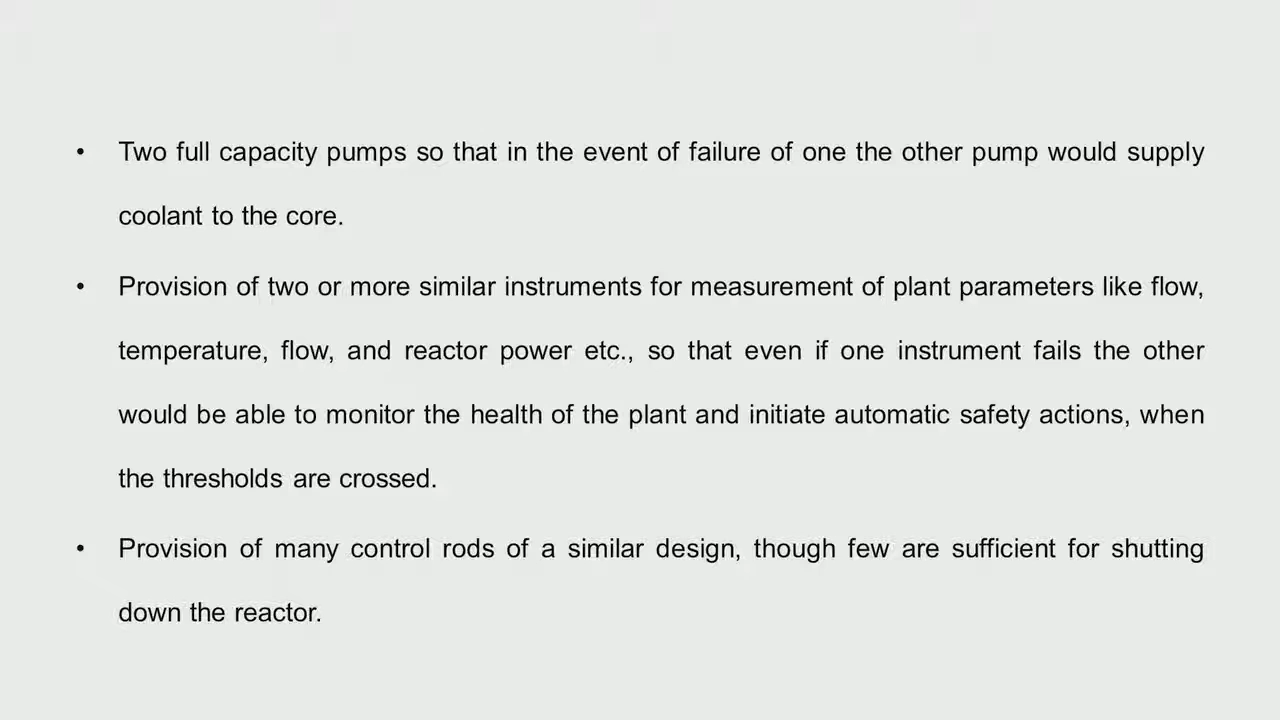 • Two full capacity pumps so that in the event of failure of one the other pump would supply
coolant to the core.
• Provision of two or more similar instruments for measurement of plant parameters like flow,
temperature, flow, and reactor power etc., so that even if one instrument fails the other
would be able to monitor the health of the plant and initiate automatic safety actions, when
the thresholds are crossed.
• Provision of many control rods of a similar design, though few are sufficient for shutting
down the reactor.